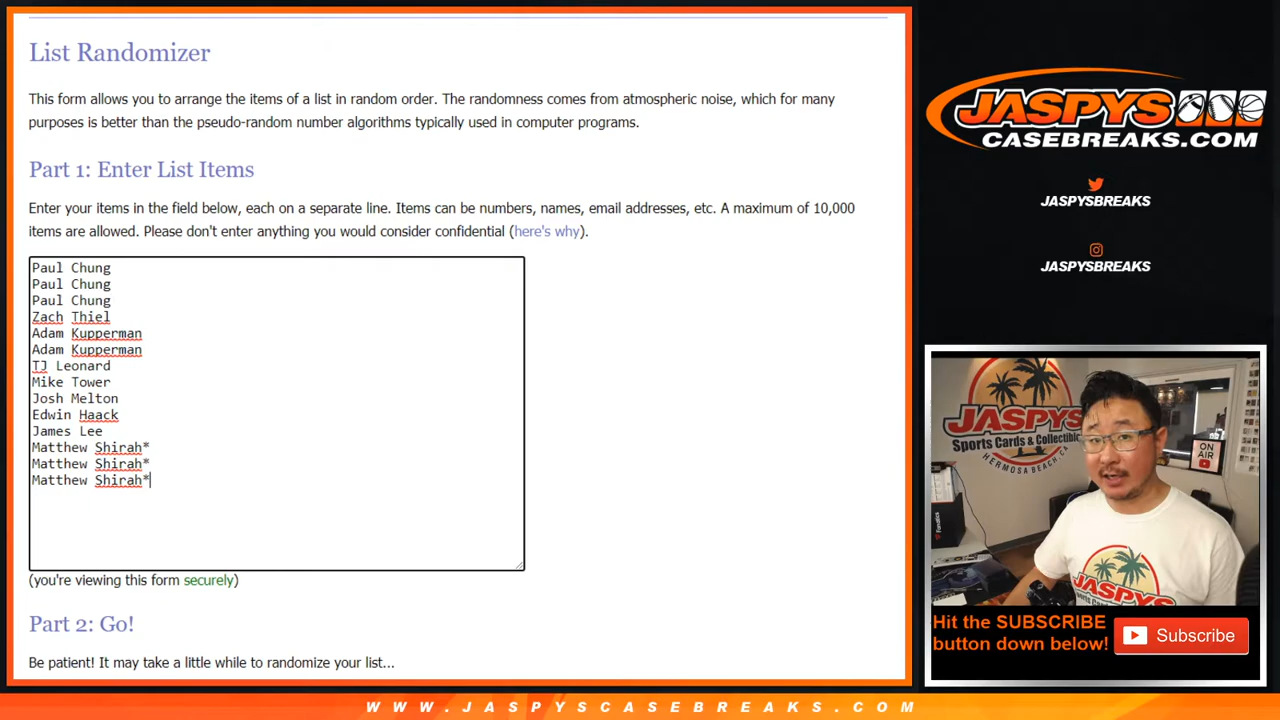 List Randomizer
This form allows you to arrange the items of a list in random order. The randomness comes from atmospheric noise, which for many
purposes is better than the pseudo-random number algorithms typically used in computer programs.
Part 1: Enter List Items
Enter your items in the field below, each on a separate line. Items can be numbers, names, email addresses, etc. A maximum of 10,000
items are allowed. Please don't enter anything you would consider confidential (here's why).
Paul Chung
Paul Chung
Paul Chung
Zach Thiel
Adam Kupperman
Adam Kupperman
TJ Leonard
Mike Tower
Josh Melton
Edwin Haack
James Lee
Matthew Shirah*
Matthew Shirah*
Matthew Shirah*
(you're viewing this form securely)
Part 2: Go!
Be patient! It may take a little while to randomize your list...
JASPYS
CASEBREAKS.COM
JASPYSBREAKS
JASPYSBREAKS
JASPYS
Sports Cards & Collectibles
HERMOSA BEACH, CA
ON
AIR
Fanatics
JASPYS
Sports Cards & Collectibles
Hit the SUBSCRIBE
button down below!
Subscribe
WWW.JASPYSCASEBREAKS.COM